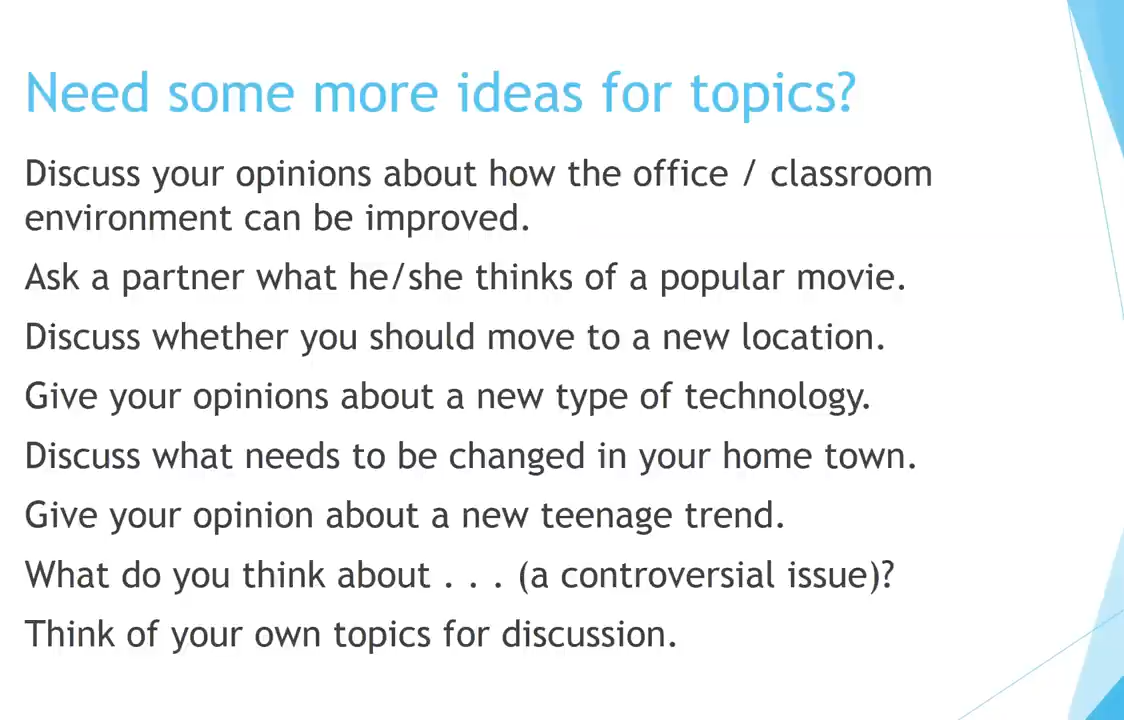 Need some more ideas for topics?
Discuss your opinions about how the office / classroom
environment can be improved.
Ask a partner what he/she thinks of a popular movie.
Discuss whether you should move to a new location.
Give your opinions about a new type of technology.
Discuss what needs to be changed in your home town.
Give your opinion about a new teenage trend.
What do you think about . . . (a controversial issue)?
Think of your own topics for discussion.